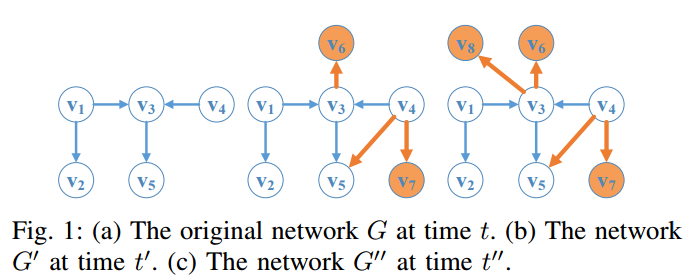 v8 v6
v6
v1 v3 v4 v1 v3 v4 v1 v3 v4
v2 v5 v2 v5 v7 v2 v5 v7
Fig. 1: (a) The original network G at time t. (b) The network
G′ at time t′. (c) The network G″ at time t″.